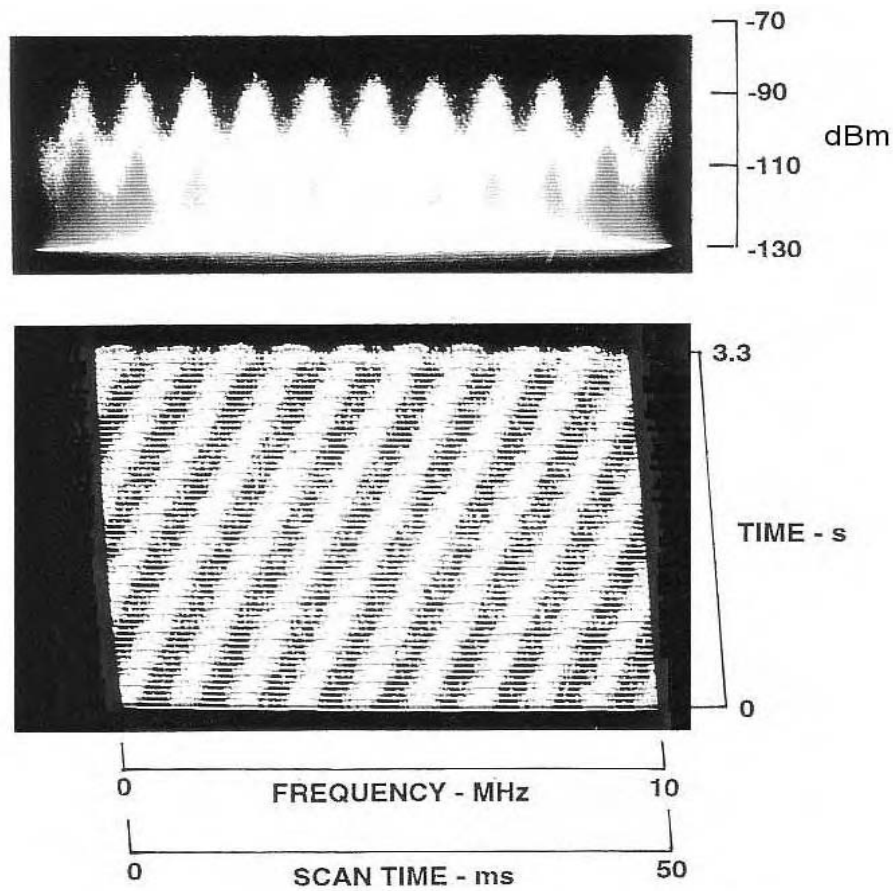 -70
-90
dBm
-110
-130
3.3
TIME - s
0
0 FREQUENCY - MHz 10
0 SCAN TIME - ms 50